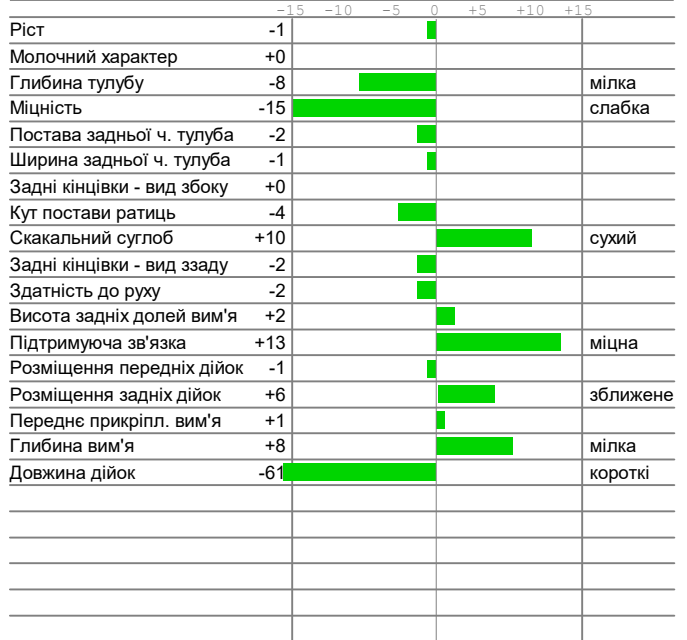 -15 -10 -5 0 +5 +10 +15
Ріст -1
Молочний характер +0
Глибина тулубу -8 мілка
Міцність -15 слабка
Постава задньої ч. тулуба -2
Ширина задньої ч. тулуба -1
Задні кінцівки - вид збоку +0
Кут постави ратиць -4
Скакальний суглоб +10 сухий
Задні кінцівки - вид ззаду -2
Здатність до руху -2
Висота задніх долей вим'я +2
Підтримуюча зв'язка +13 міцна
Розміщення передніх дійок -1
Розміщення задніх дійок +6 зближене
Переднє прикріпл. вим'я +1
Глибина вим'я +8 мілка
Довжина дійок -61 короткі